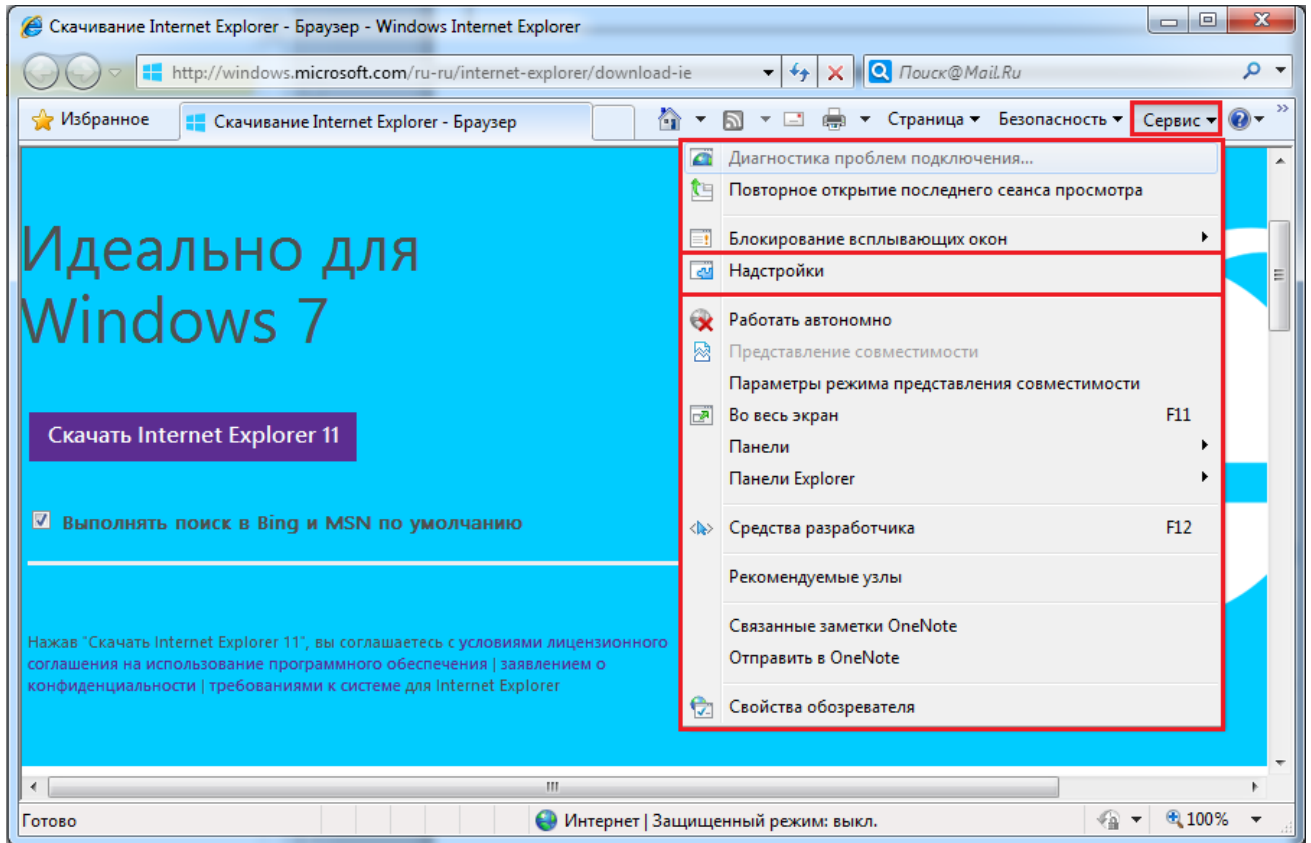 Скачивание Internet Explorer - Браузер - Windows Internet Explorer
http://windows.microsoft.com/ru-ru/internet-explorer/download-ie
Поиск@Mail.Ru
Избранное
Скачивание Internet Explorer - Браузер
Страница
Безопасность
Сервис
Диагностика проблем подключения...
Повторное открытие последнего сеанса просмотра
Блокирование всплывающих окон
Надстройки
Работать автономно
Представление совместимости
Параметры режима представления совместимости
Во весь экран F11
Панели
Панели Explorer
Средства разработчика F12
Рекомендуемые узлы
Связанные заметки OneNote
Отправить в OneNote
Свойства обозревателя
Идеально для
Windows 7
Скачать Internet Explorer 11
Выполнять поиск в Bing и MSN по умолчанию
Нажав "Скачать Internet Explorer 11", вы соглашаетесь с условиями лицензионного
соглашения на использование программного обеспечения | заявлением о
конфиденциальности | требованиями к системе для Internet Explorer
Готово
Интернет | Защищенный режим: выкл.
100%